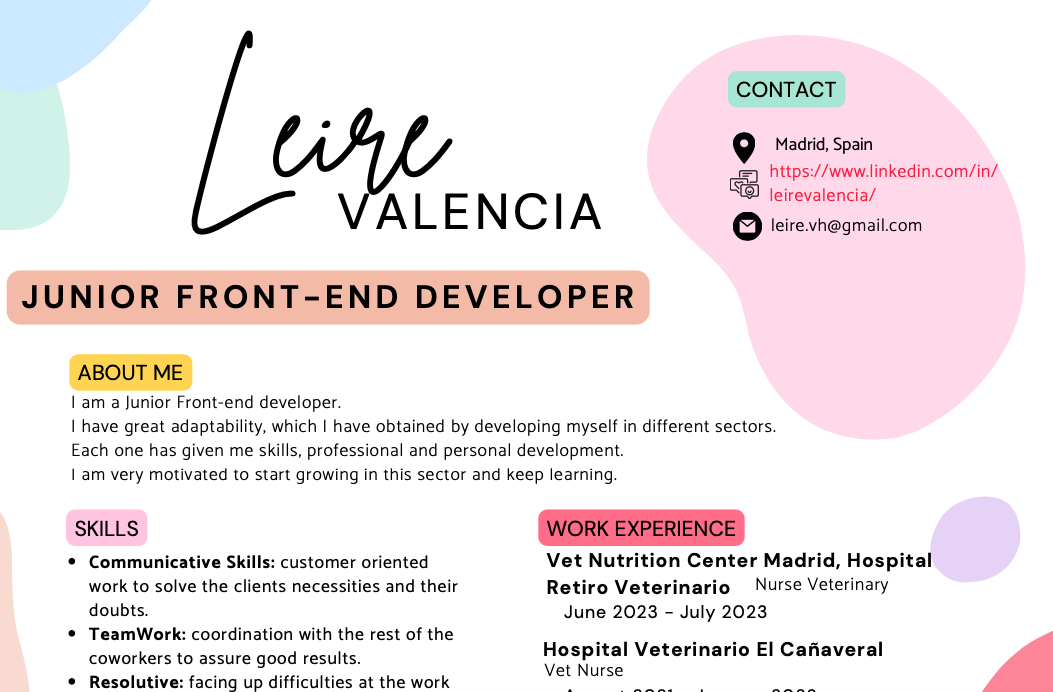 Leire
VALENCIA
JUNIOR FRONT-END DEVELOPER
CONTACT
Madrid, Spain
https://www.linkedin.com/in/
leirevalencia/
leire.vh@gmail.com
ABOUT ME
I am a Junior Front-end developer.
I have great adaptability, which I have obtained by developing myself in different sectors.
Each one has given me skills, professional and personal development.
I am very motivated to start growing in this sector and keep learning.
SKILLS
• Communicative Skills: customer oriented
work to solve the clients necessities and their
doubts.
• TeamWork: coordination with the rest of the
coworkers to assure good results.
• Resolutive: facing up difficulties at the work
WORK EXPERIENCE
Vet Nutrition Center Madrid, Hospital
Retiro Veterinario Nurse Veterinary
June 2023 - July 2023
Hospital Veterinario El Cañaveral
Vet Nurse